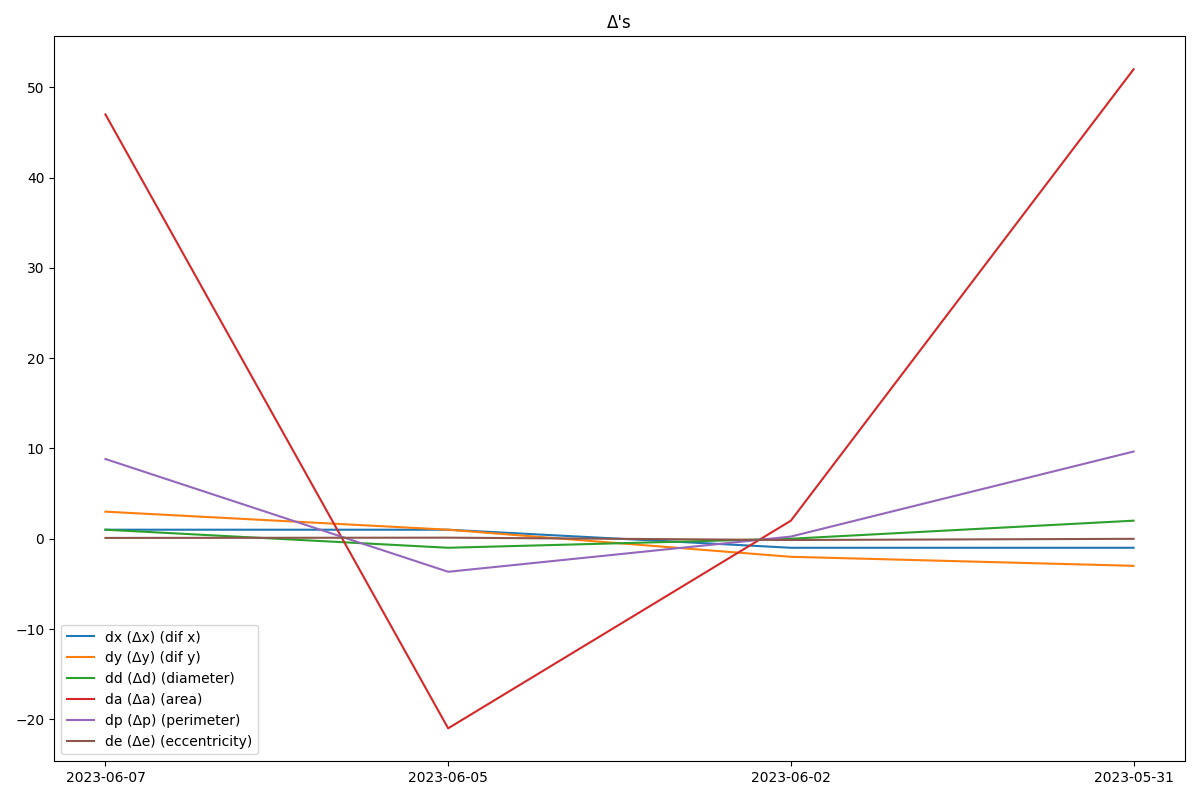 Δ's
50
40
30
20
10
0
−10
−20
dx (Δx) (dif x)
dy (Δy) (dif y)
dd (Δd) (diameter)
da (Δa) (area)
dp (Δp) (perimeter)
de (Δe) (eccentricity)
2023-06-07 2023-06-05 2023-06-02 2023-05-31